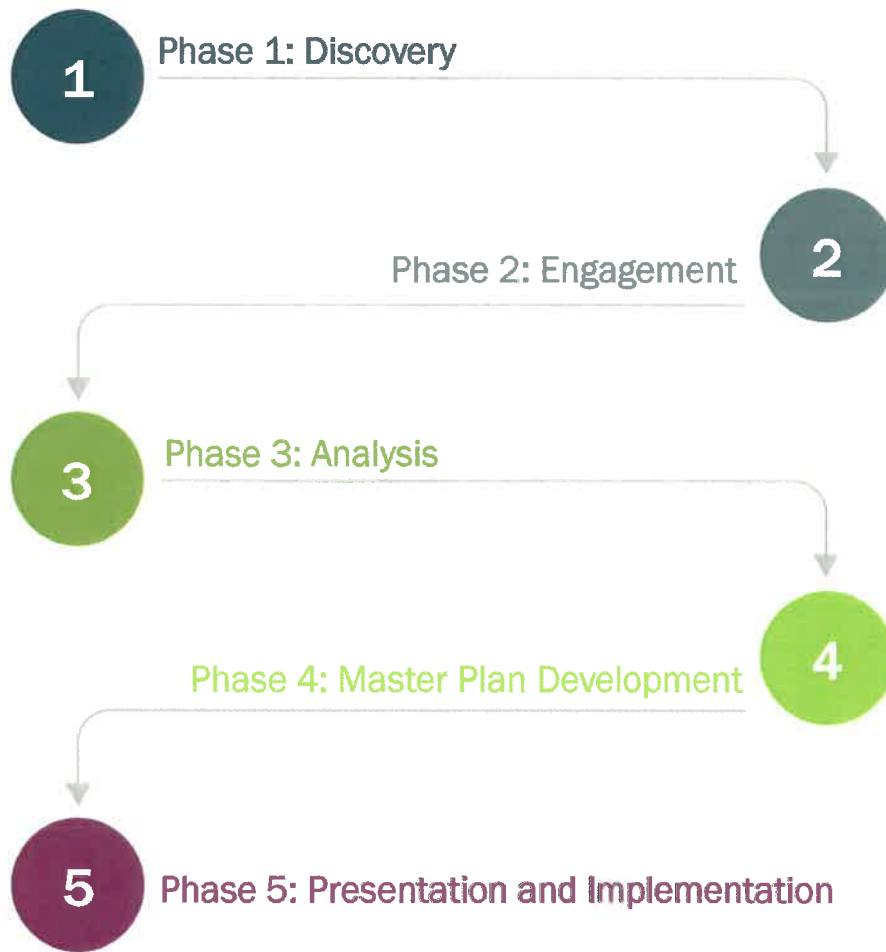 1
Phase 1: Discovery
2
Phase 2: Engagement
3
Phase 3: Analysis
4
Phase 4: Master Plan Development
5
Phase 5: Presentation and Implementation